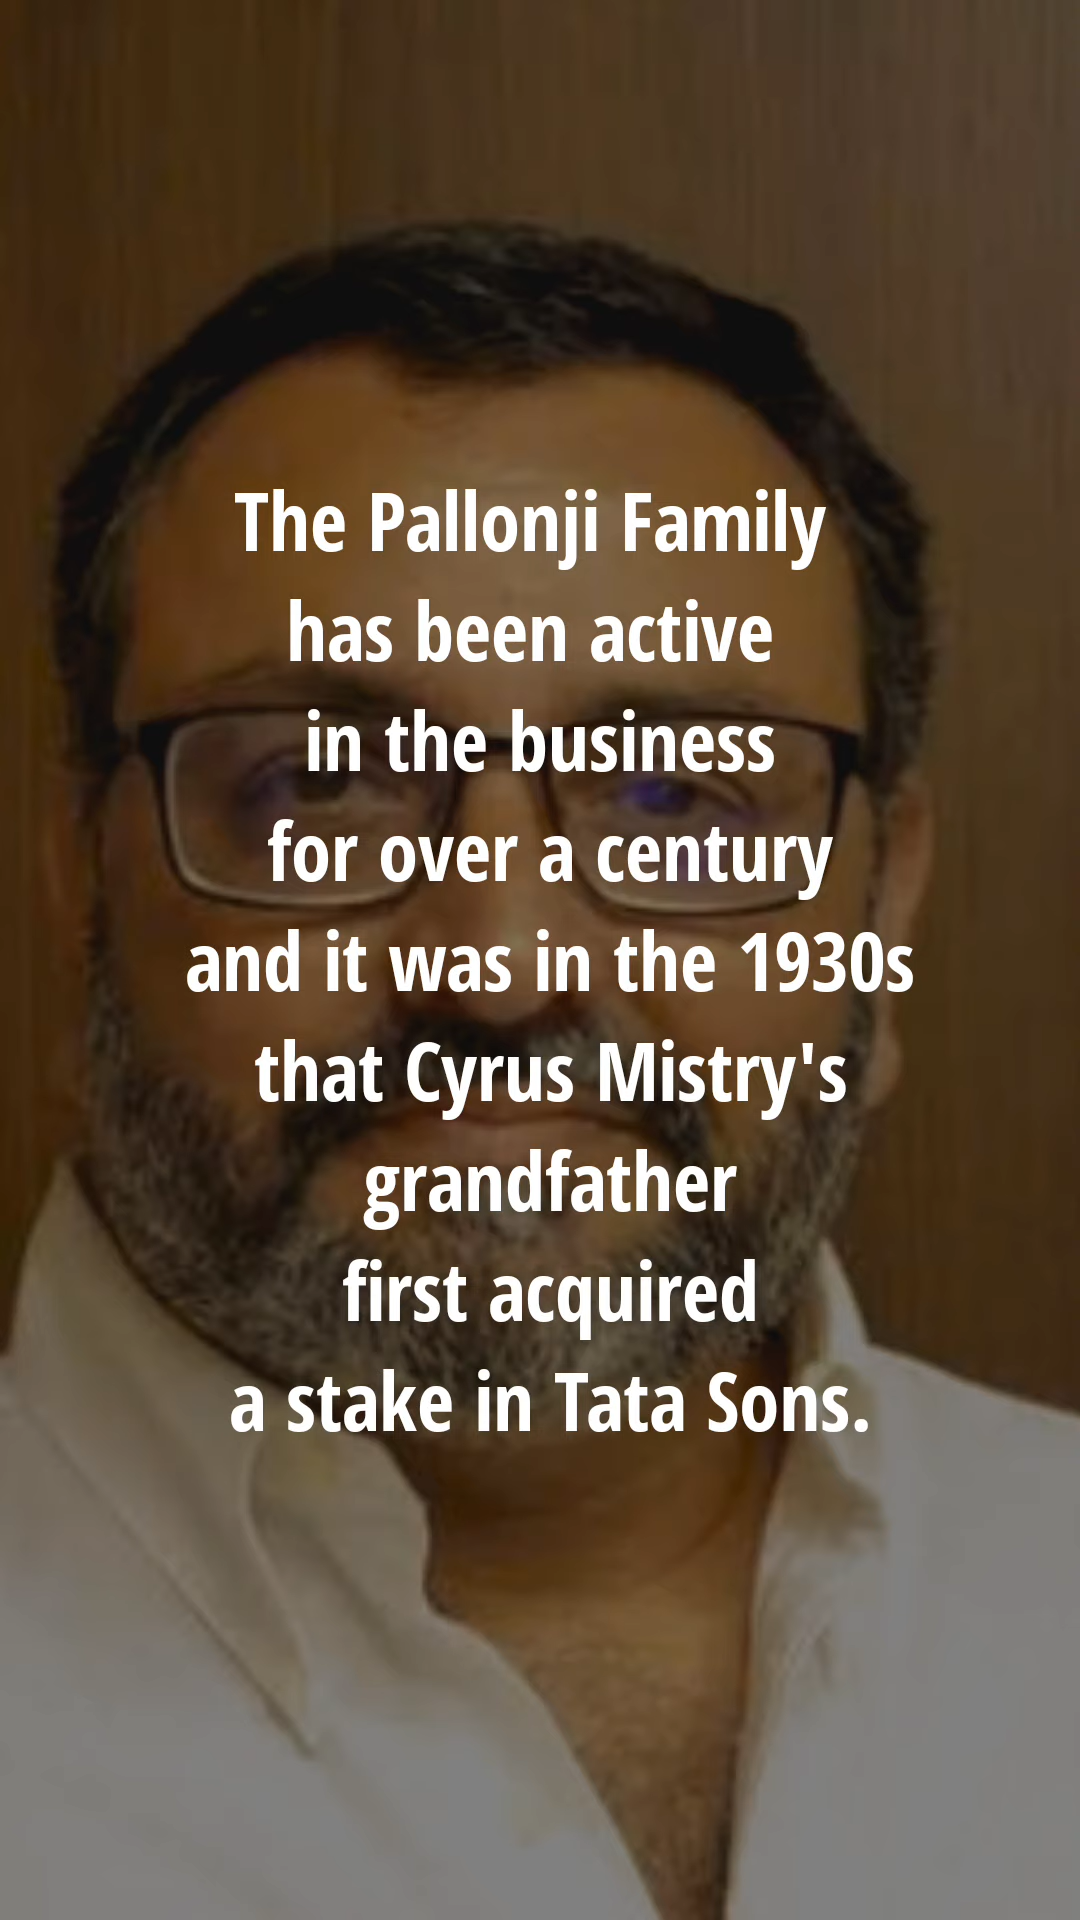 The Pallonji Family
has been active
in the business
for over a century
and it was in the 1930s
that Cyrus Mistry's
grandfather
first acquired
a stake in Tata Sons.